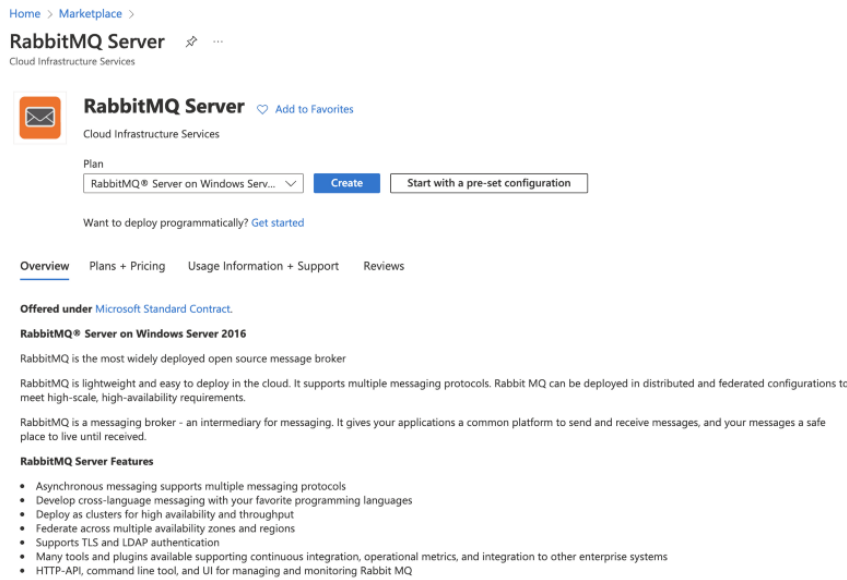 Home > Marketplace >
RabbitMQ Server
Cloud Infrastructure Services
RabbitMQ Server Add to Favorites
Cloud Infrastructure Services
Plan
RabbitMQ® Server on Windows Serv... Create Start with a pre-set configuration
Want to deploy programmatically? Get started
Overview Plans + Pricing Usage Information + Support Reviews
Offered under Microsoft Standard Contract.
RabbitMQ® Server on Windows Server 2016
RabbitMQ is the most widely deployed open source message broker
RabbitMQ is lightweight and easy to deploy in the cloud. It supports multiple messaging protocols. Rabbit MQ can be deployed in distributed and federated configurations to
meet high-scale, high-availability requirements.
RabbitMQ is a messaging broker - an intermediary for messaging. It gives your applications a common platform to send and receive messages, and your messages a safe
place to live until received.
RabbitMQ Server Features
• Asynchronous messaging supports multiple messaging protocols
• Develop cross-language messaging with your favorite programming languages
• Deploy as clusters for high availability and throughput
• Federate across multiple availability zones and regions
• Supports TLS and LDAP authentication
• Many tools and plugins available supporting continuous integration, operational metrics, and integration to other enterprise systems
• HTTP-API, command line tool, and UI for managing and monitoring Rabbit MQ